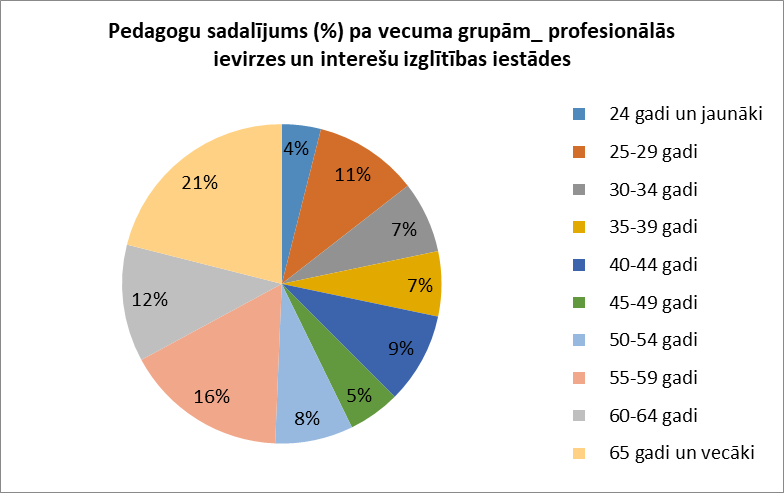 Pedagogu sadalījums (%) pa vecuma grupām_ profesionālās
ievirzes un interešu izglītības iestādes
4%
11%
7%
7%
9%
5%
8%
16%
12%
21%
24 gadi un jaunāki
25-29 gadi
30-34 gadi
35-39 gadi
40-44 gadi
45-49 gadi
50-54 gadi
55-59 gadi
60-64 gadi
65 gadi un vecāki